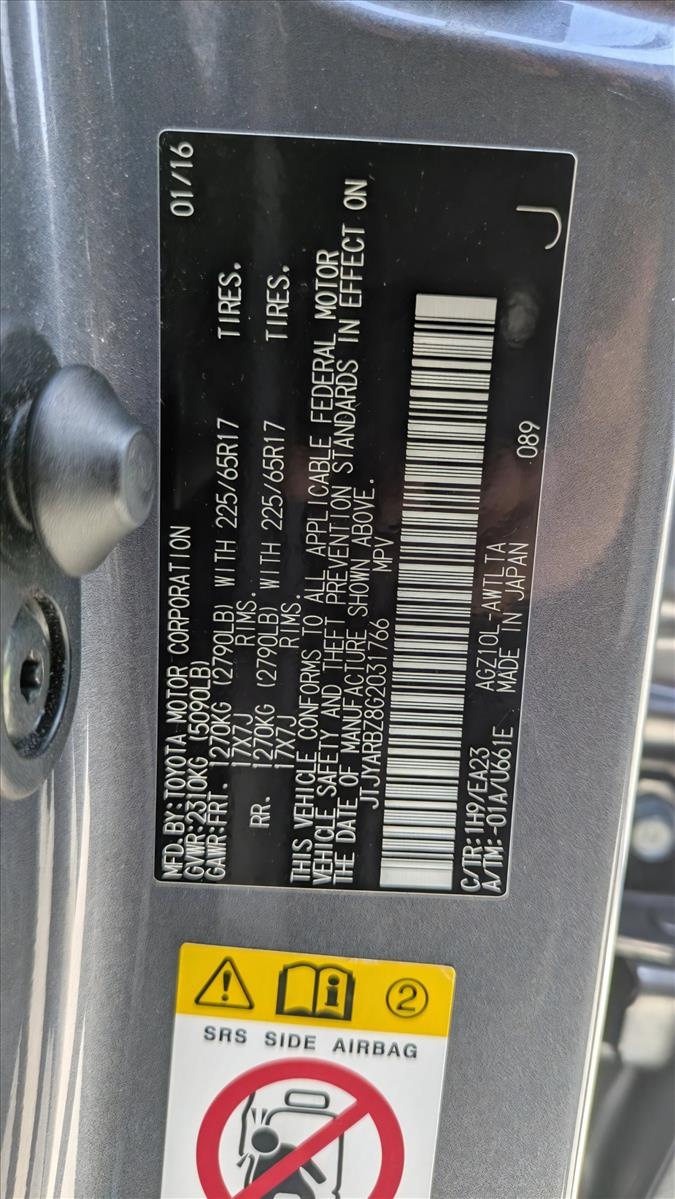 MFD. BY: TOYOTA MOTOR CORPORATION 01/16
GVWR: 2310KG (5090LB)
GAWR: FRT. 1270KG (2790LB) WITH 225/65R17 TIRES.
17X7J RIMS.
RR. 1270KG (2790LB) WITH 225/65R17 TIRES.
17X7J RIMS.
THIS VEHICLE CONFORMS TO ALL APPLICABLE FEDERAL MOTOR
VEHICLE SAFETY AND THEFT PREVENTION STANDARDS IN EFFECT ON
THE DATE OF MANUFACTURE SHOWN ABOVE.
JTJYARBZ8G2031766 MPV
C/TR: 1H9/EA23 AGZ10L-AWTLTA 089
A/TM: -01A/U661E MADE IN JAPAN J
2
SRS SIDE AIRBAG